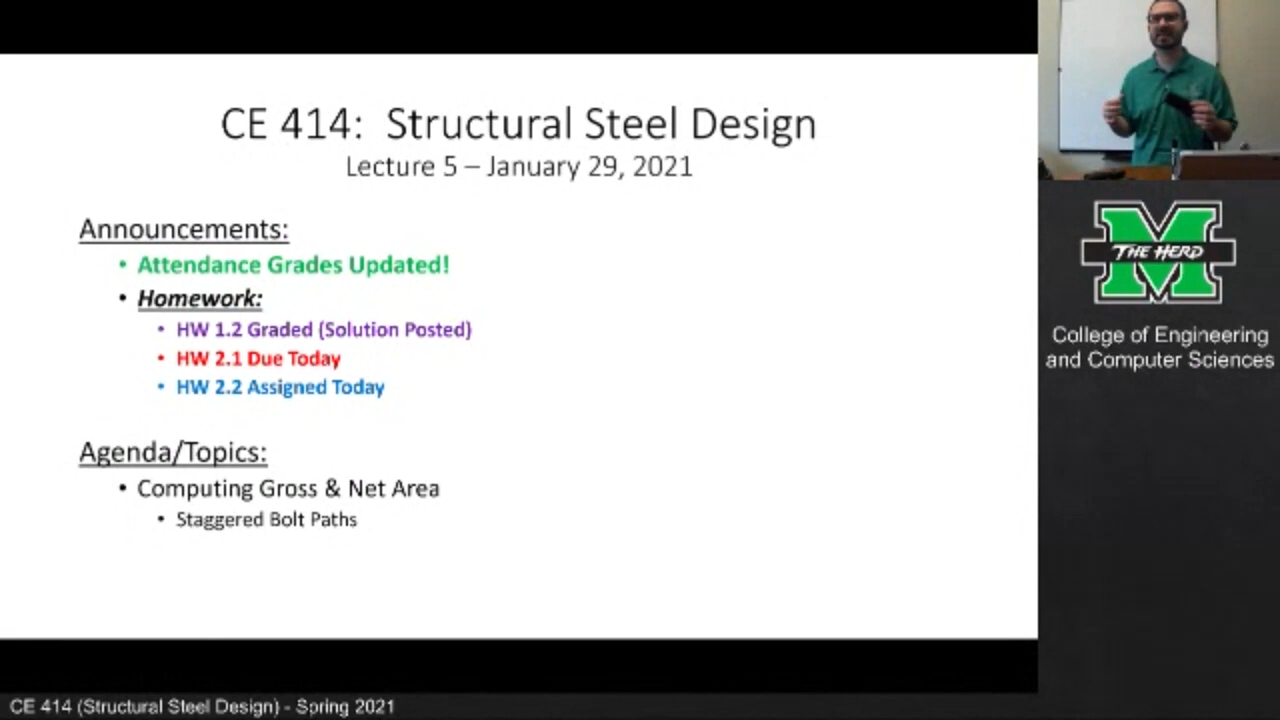 CE 414: Structural Steel Design
Lecture 5 – January 29, 2021
Announcements:
• Attendance Grades Updated!
• Homework:
• HW 1.2 Graded (Solution Posted)
• HW 2.1 Due Today
• HW 2.2 Assigned Today
Agenda/Topics:
• Computing Gross & Net Area
• Staggered Bolt Paths
M
THE HERD
College of Engineering
and Computer Sciences
CE 414 (Structural Steel Design) - Spring 2021